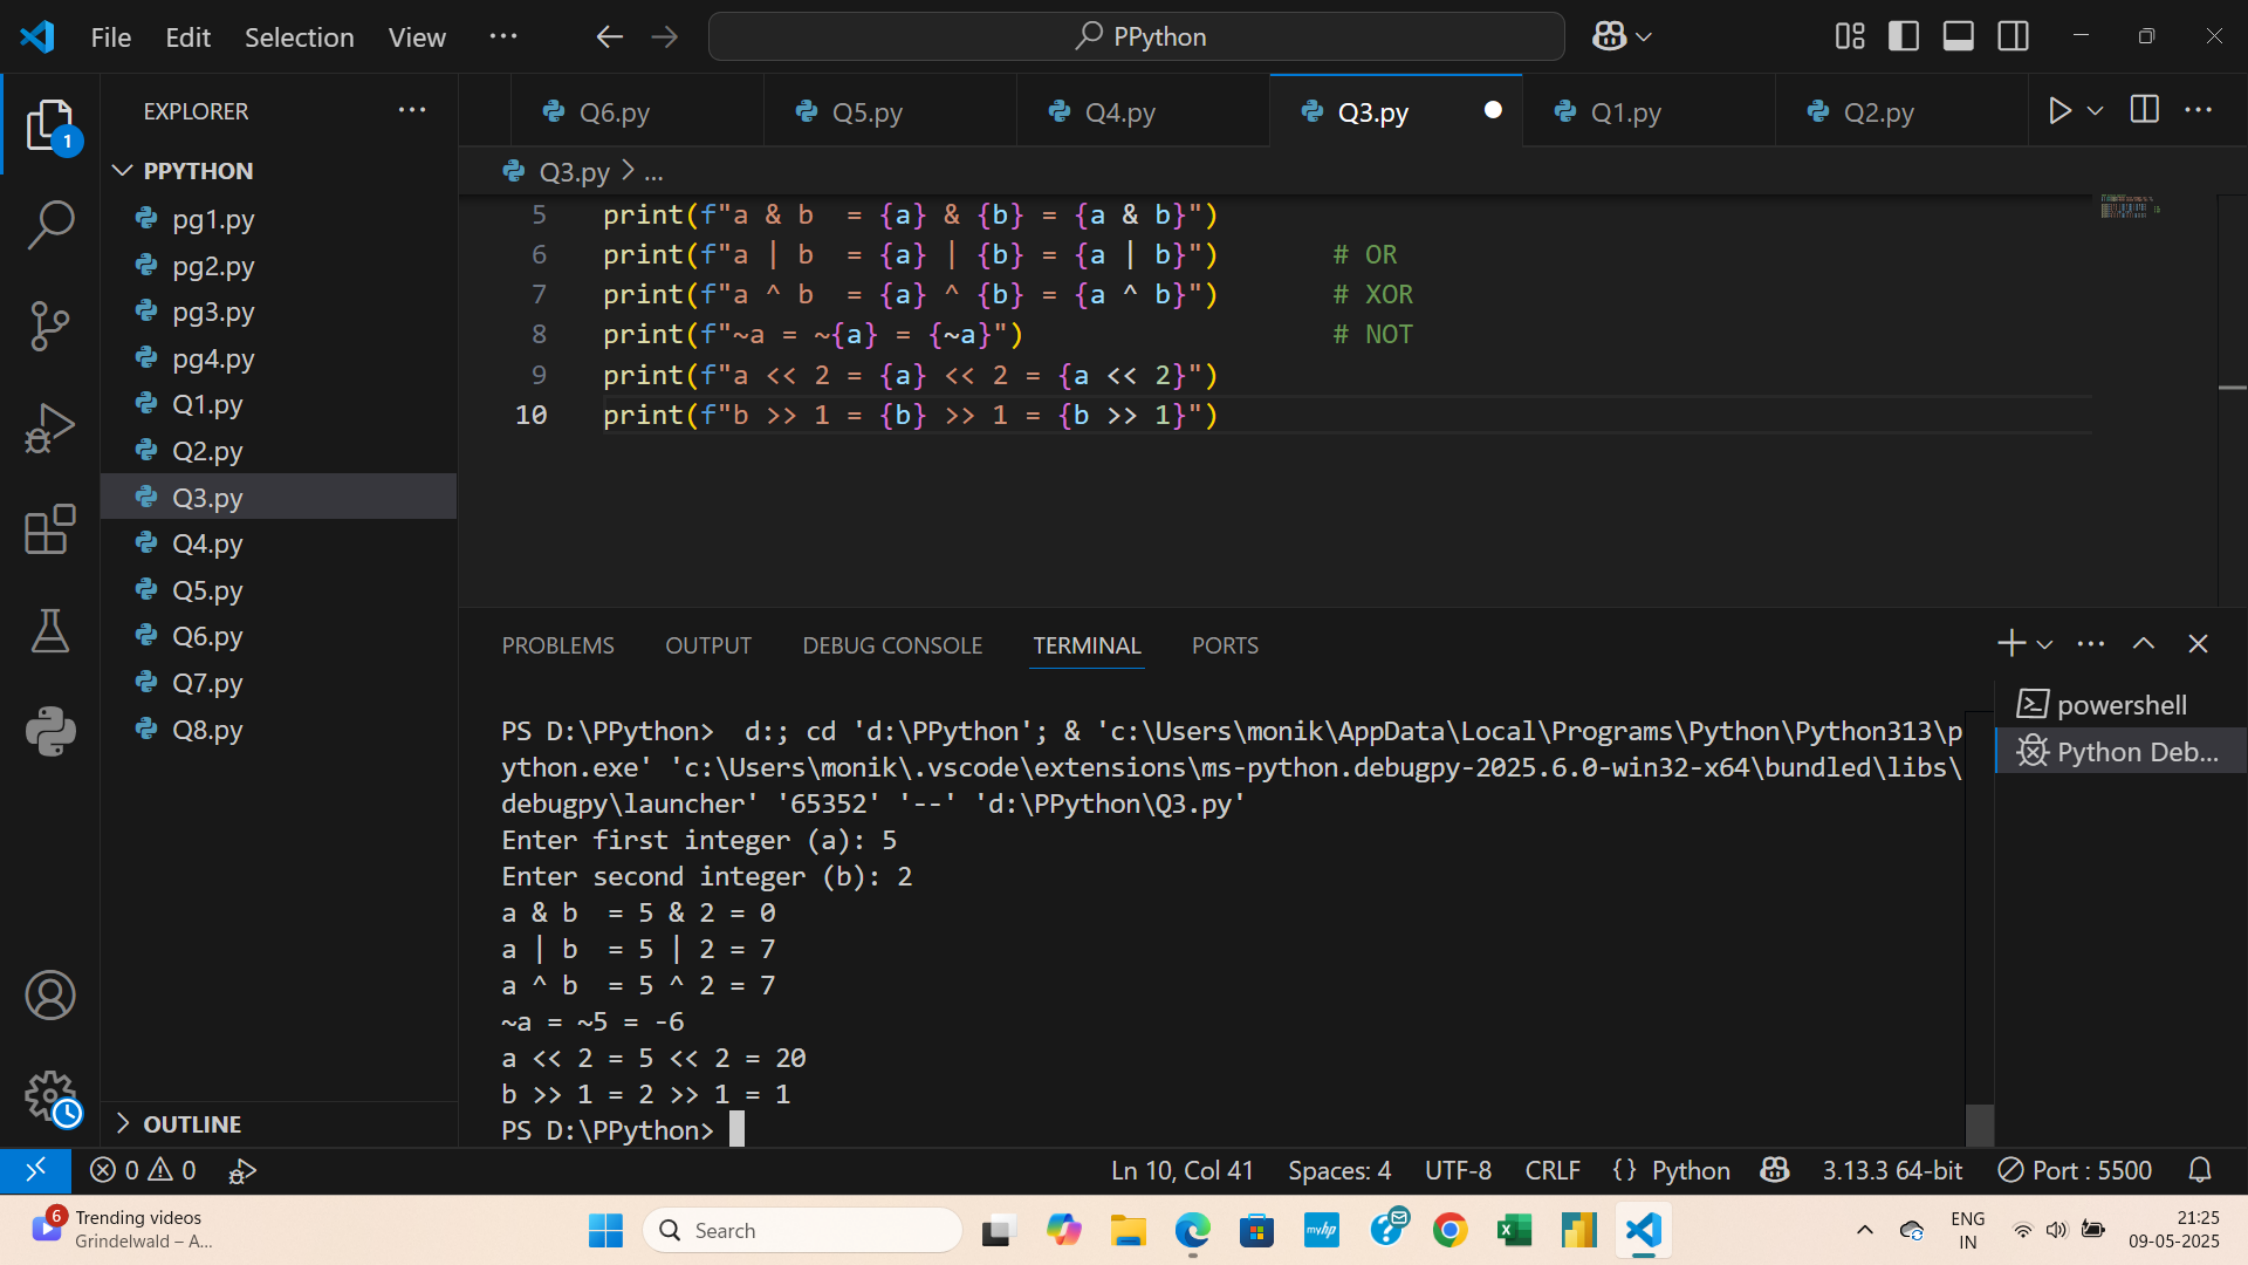 File Edit Selection View ··· PPython
EXPLORER ···
Q6.py Q5.py Q4.py Q3.py Q1.py Q2.py ···
1
PPYTHON
Q3.py > ...
pg1.py
pg2.py
pg3.py
pg4.py
Q1.py
Q2.py
Q3.py
Q4.py
Q5.py
Q6.py
Q7.py
Q8.py
OUTLINE
5 print(f"a & b  = {a} & {b} = {a & b}")
6 print(f"a | b  = {a} | {b} = {a | b}")       # OR
7 print(f"a ^ b  = {a} ^ {b} = {a ^ b}")       # XOR
8 print(f"~a = ~{a} = {~a}")                   # NOT
9 print(f"a << 2 = {a} << 2 = {a << 2}")
10 print(f"b >> 1 = {b} >> 1 = {b >> 1}")
PROBLEMS OUTPUT DEBUG CONSOLE TERMINAL PORTS
powershell
Python Deb...
PS D:\PPython>  d:; cd 'd:\PPython'; & 'c:\Users\monik\AppData\Local\Programs\Python\Python313\p
ython.exe' 'c:\Users\monik\.vscode\extensions\ms-python.debugpy-2025.6.0-win32-x64\bundled\libs\
debugpy\launcher' '65352' '--' 'd:\PPython\Q3.py'
Enter first integer (a): 5
Enter second integer (b): 2
a & b  = 5 & 2 = 0
a | b  = 5 | 2 = 7
a ^ b  = 5 ^ 2 = 7
~a = ~5 = -6
a << 2 = 5 << 2 = 20
b >> 1 = 2 >> 1 = 1
PS D:\PPython>
0 0 Ln 10, Col 41 Spaces: 4 UTF-8 CRLF {} Python 3.13.3 64-bit Port : 5500
6 Trending videos
Grindelwald – A...
Search
myhp
ENG
IN
21:25
09-05-2025